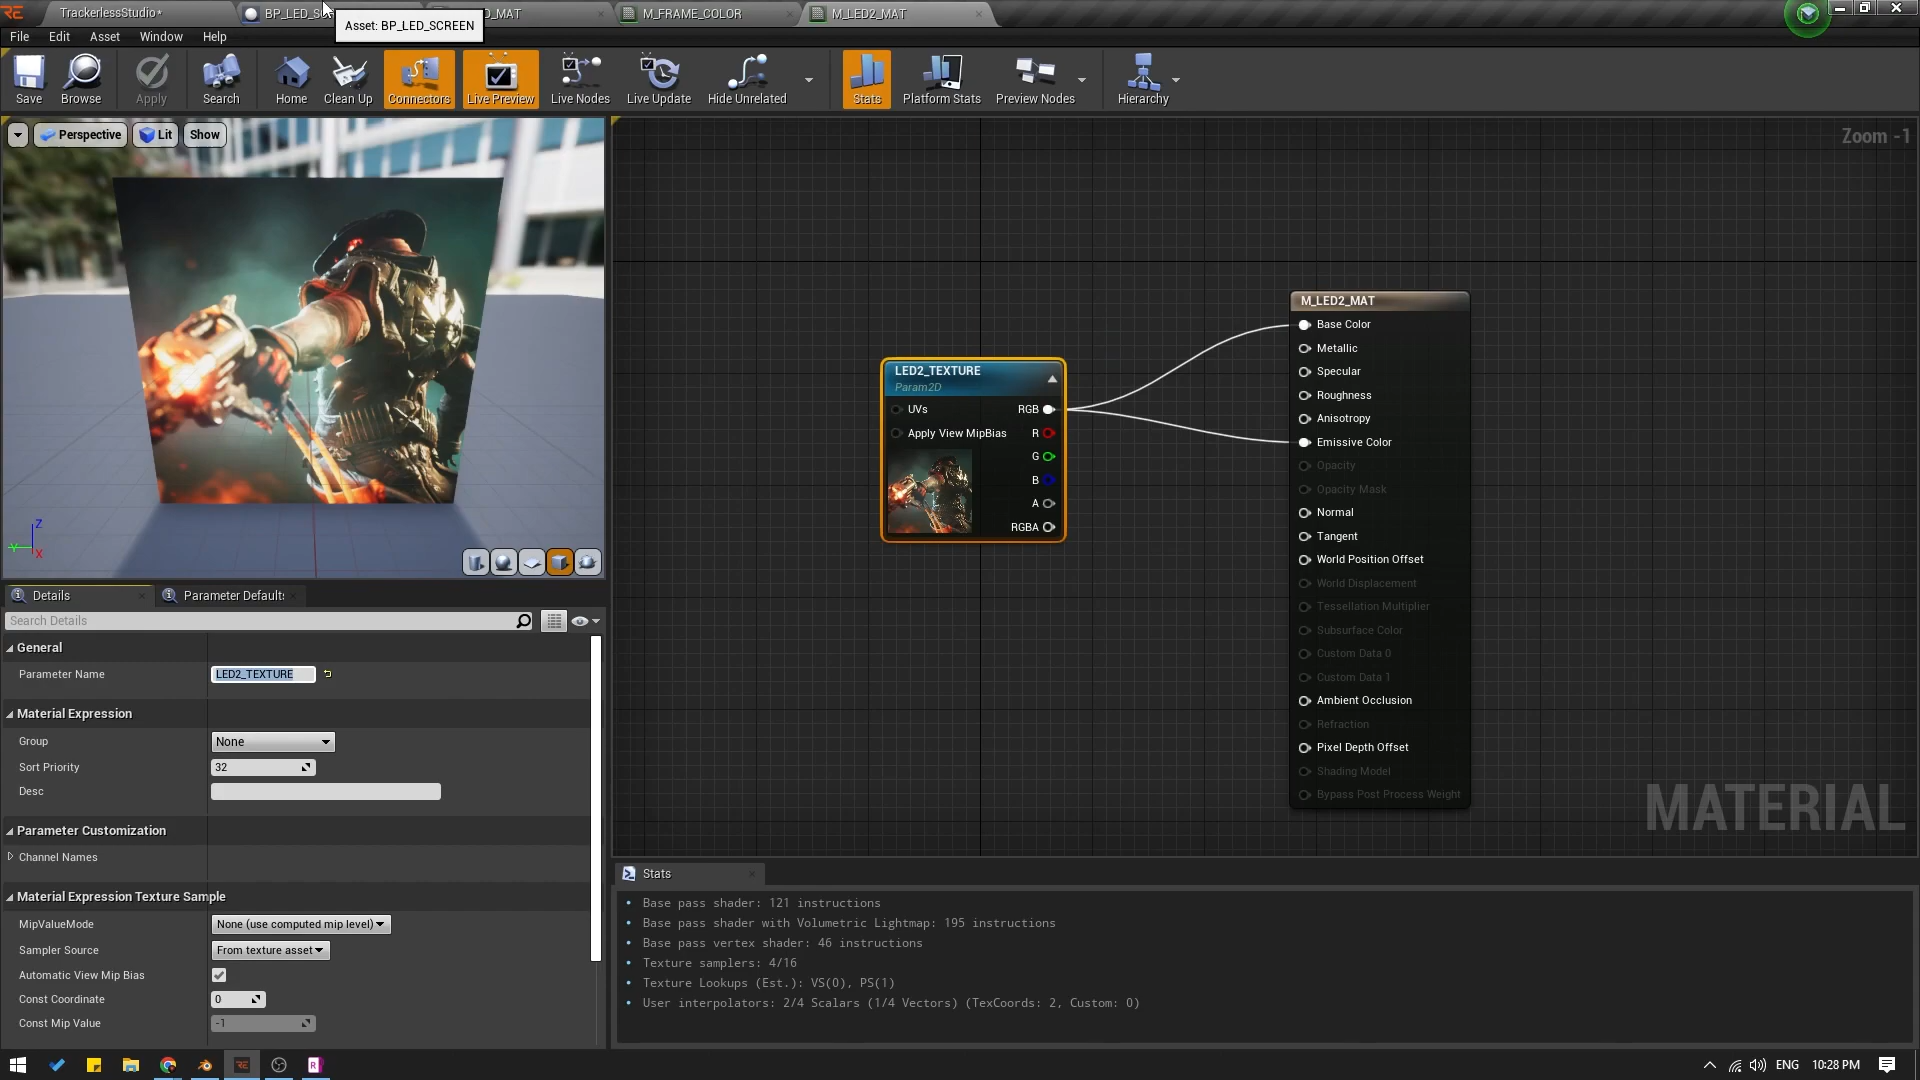 TrackerlessStudio*
BP_LED_SC
D_MAT
M_FRAME_COLOR
M_LED2_MAT
Asset: BP_LED_SCREEN
File
Edit
Asset
Window
Help
Save
Browse
Apply
Search
Home
Clean Up
Connectors
Live Preview
Live Nodes
Live Update
Hide Unrelated
Stats
Platform Stats
Preview Nodes
Hierarchy
Perspective
Lit
Show
Zoom -1
Z
Y
X
LED2_TEXTURE
Param2D
UVs
RGB
Apply View MipBias
R
G
B
A
RGBA
M_LED2_MAT
Base Color
Metallic
Specular
Roughness
Anisotropy
Emissive Color
Opacity
Opacity Mask
Normal
Tangent
World Position Offset
World Displacement
Tessellation Multiplier
Subsurface Color
Custom Data 0
Custom Data 1
Ambient Occlusion
Refraction
Pixel Depth Offset
Shading Model
Bypass Post Process Weight
MATERIAL
Details
Parameter Defaults
Search Details
General
Parameter Name
LED2_TEXTURE
Material Expression
Group
None
Sort Priority
32
Desc
Parameter Customization
Channel Names
Material Expression Texture Sample
MipValueMode
None (use computed mip level)
Sampler Source
From texture asset
Automatic View Mip Bias
Const Coordinate
0
Const Mip Value
-1
Stats
Base pass shader: 121 instructions
Base pass shader with Volumetric Lightmap: 195 instructions
Base pass vertex shader: 46 instructions
Texture samplers: 4/16
Texture Lookups (Est.): VS(0), PS(1)
User interpolators: 2/4 Scalars (1/4 Vectors) (TexCoords: 2, Custom: 0)
ENG
10:28 PM